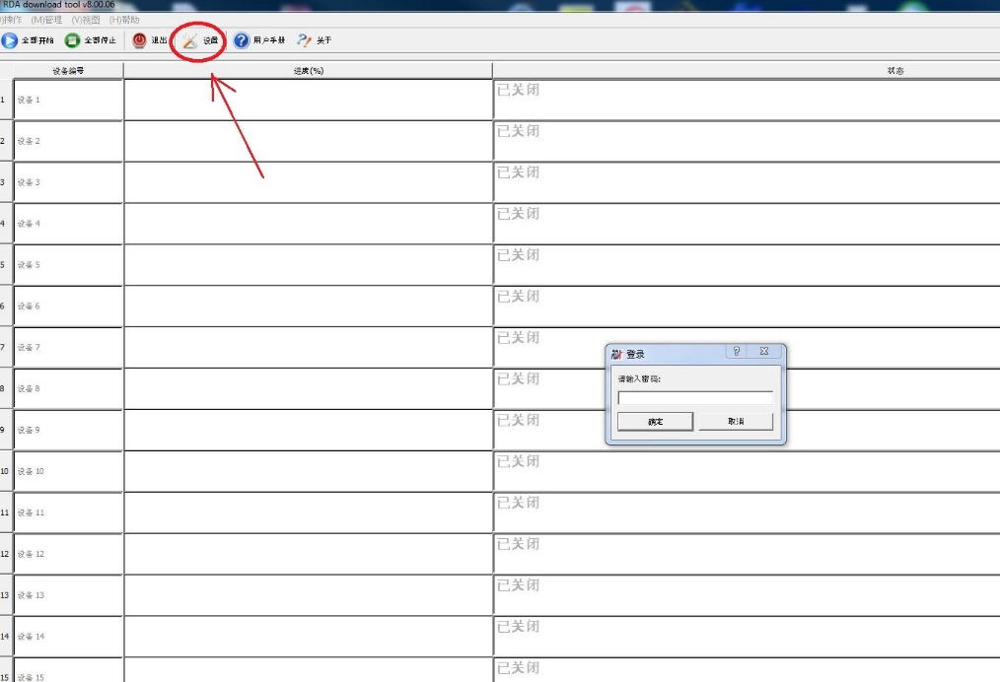 RDA download tool v8.00.06
)操作 (M)管理 (V)视图 (H)帮助
全部开始 全部停止 退出 设置 用户手册 关于
设备编号 进度(%) 状态
1 设备 1 已关闭
2 设备 2 已关闭
3 设备 3 已关闭
4 设备 4 已关闭
5 设备 5 已关闭
6 设备 6 已关闭
7 设备 7 已关闭
8 设备 8 已关闭
9 设备 9 已关闭
10 设备 10 已关闭
11 设备 11 已关闭
12 设备 12 已关闭
13 设备 13 已关闭
14 设备 14 已关闭
15 设备 15 已关闭
登录
请输入密码:
确定 取消